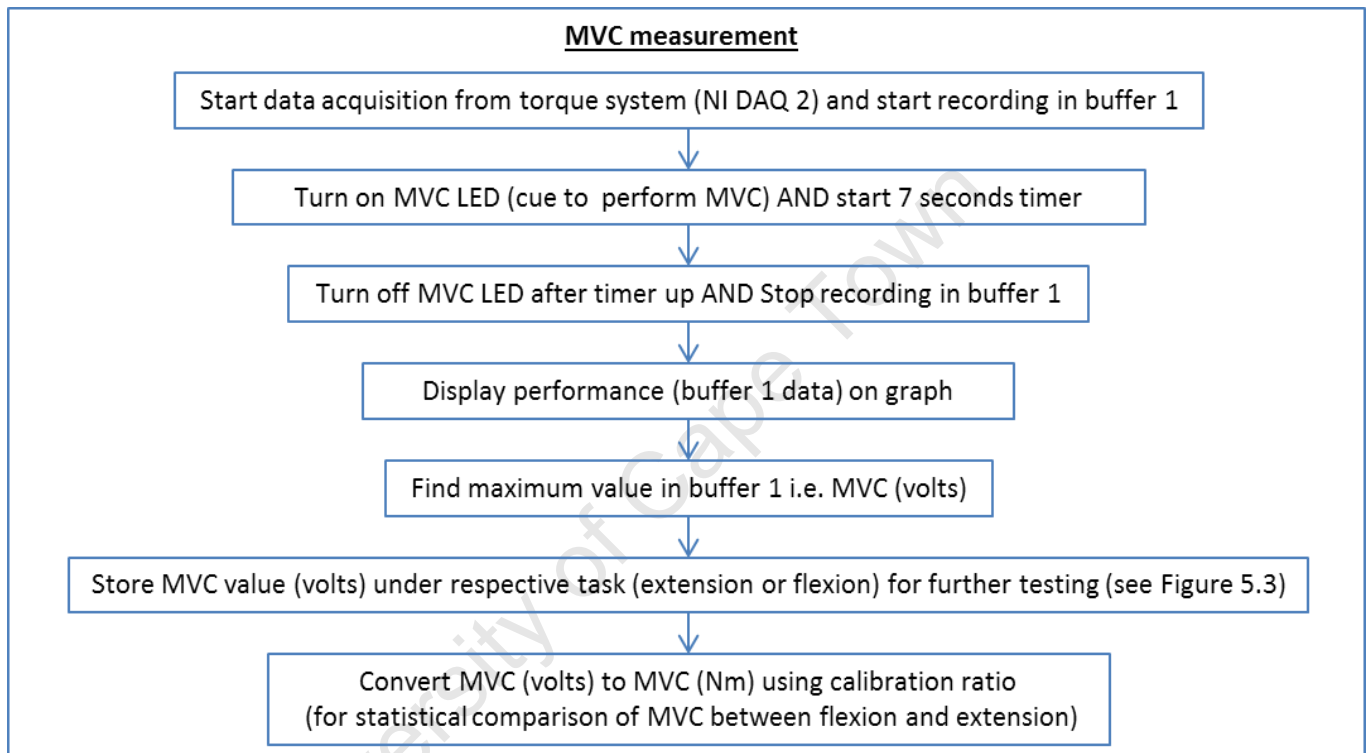 MVC measurement
Start data acquisition from torque system (NI DAQ 2) and start recording in buffer 1
Turn on MVC LED (cue to perform MVC) AND start 7 seconds timer
Turn off MVC LED after timer up AND Stop recording in buffer 1
Display performance (buffer 1 data) on graph
Find maximum value in buffer 1 i.e. MVC (volts)
Store MVC value (volts) under respective task (extension or flexion) for further testing (see Figure 5.3)
Convert MVC (volts) to MVC (Nm) using calibration ratio
(for statistical comparison of MVC between flexion and extension)
ersity of Cape Town